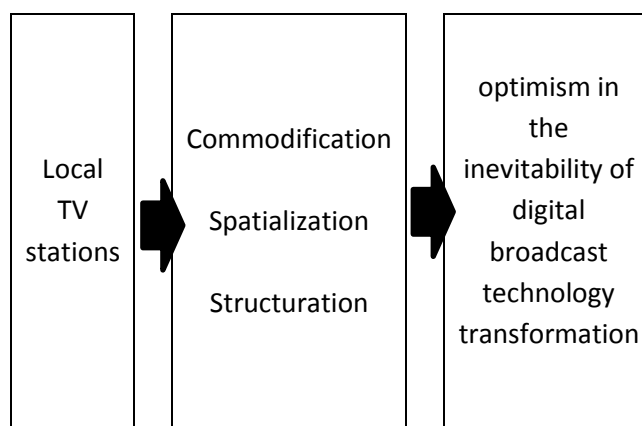 Local
TV
stations
Commodification
Spatialization
Structuration
optimism in
the
inevitability of
digital
broadcast
technology
transformation